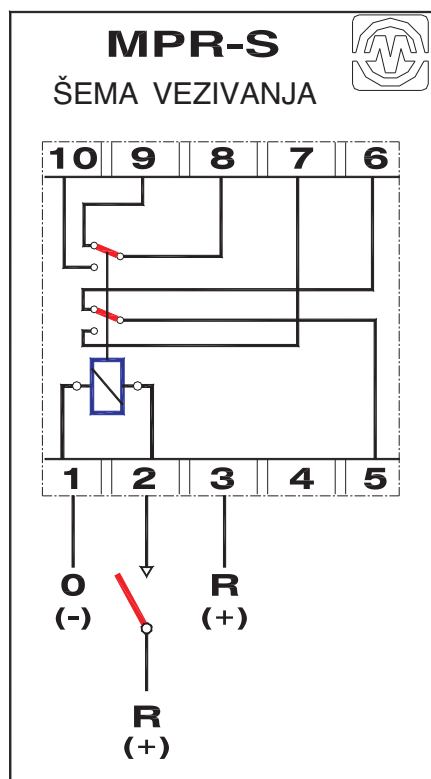 MPR-S
ŠEMA VEZIVANJA
10 9 8 7 6
1 2 3 4 5
0 R
(-) (+)
R
(+)